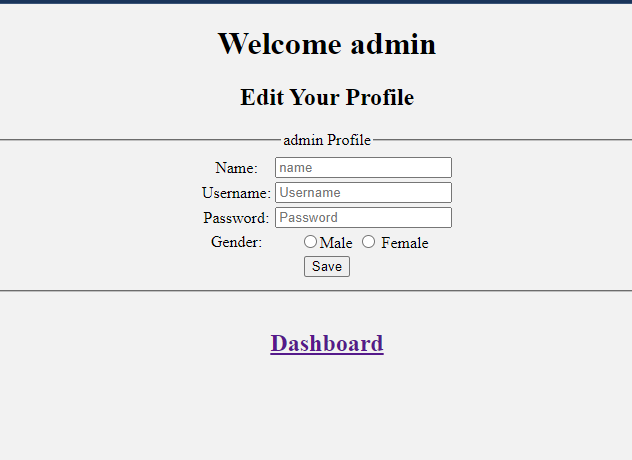 Welcome admin
Edit Your Profile
admin Profile
Name: name
Username: Username
Password: Password
Gender: Male Female
Save
Dashboard